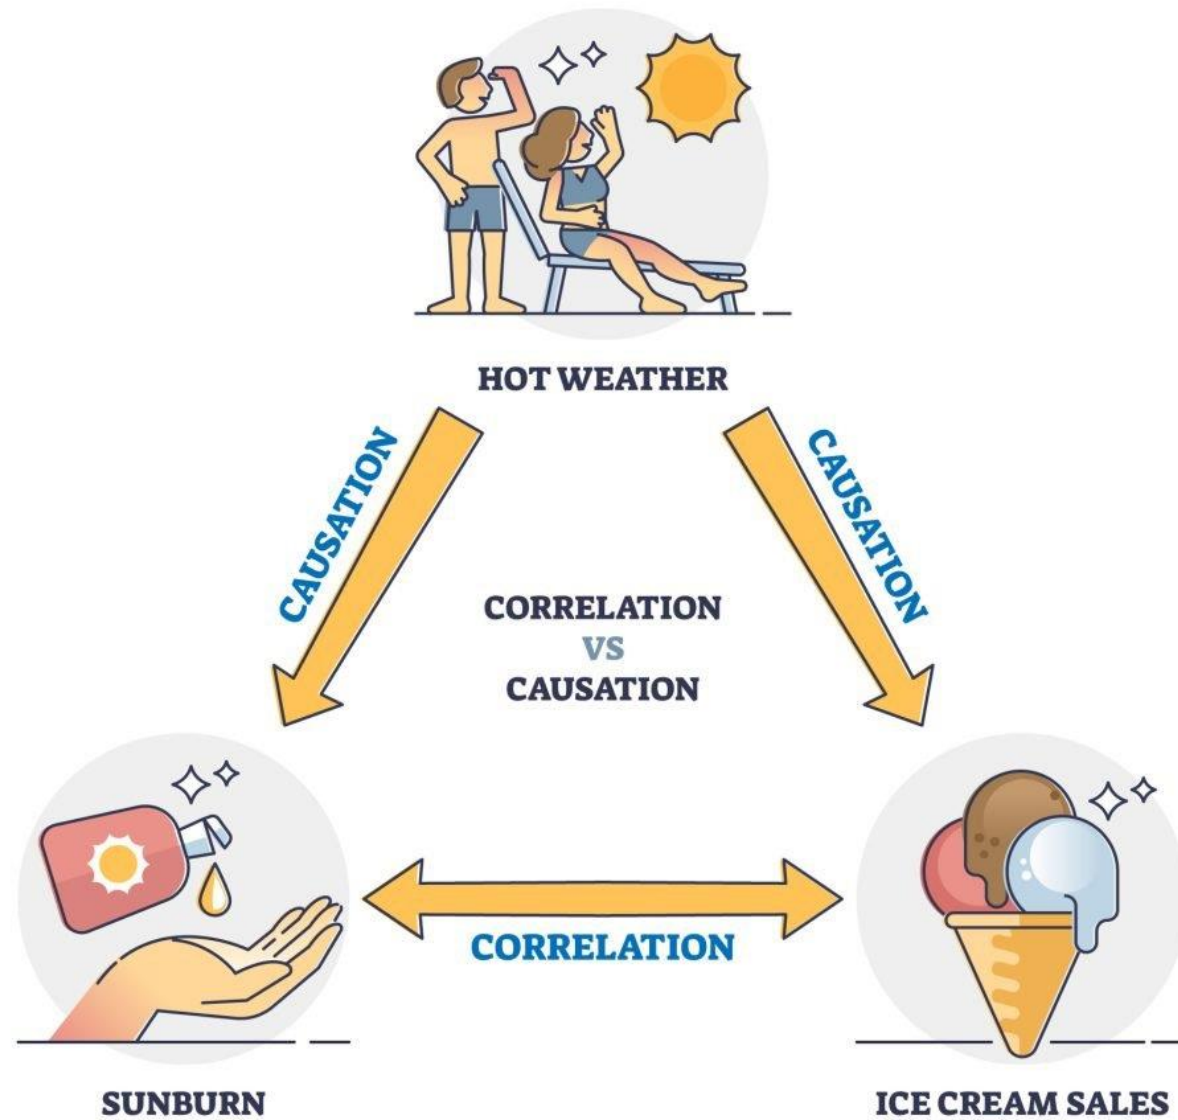 HOT WEATHER
CAUSATION
CAUSATION
CORRELATION
VS
CAUSATION
CORRELATION
SUNBURN
ICE CREAM SALES